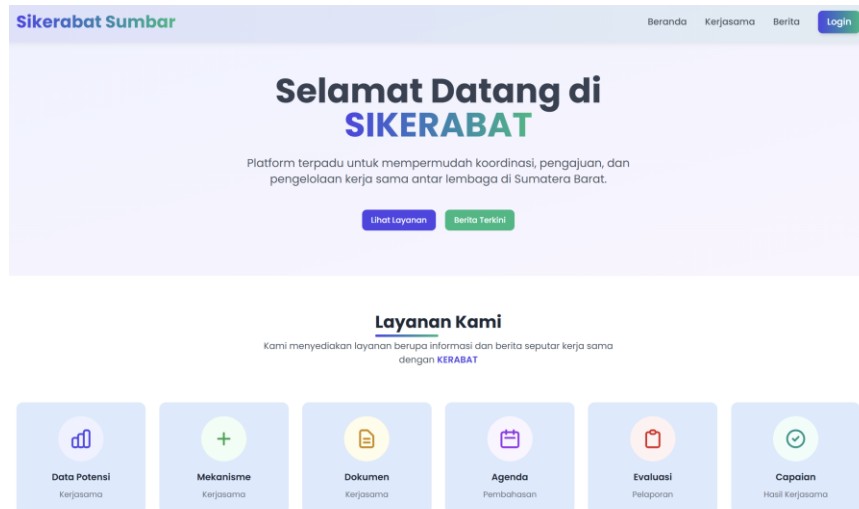 Sikerabat Sumbar
Beranda Kerjasama Berita Login
Selamat Datang di
SIKERABAT
Platform terpadu untuk mempermudah koordinasi, pengajuan, dan
pengelolaan kerja sama antar lembaga di Sumatera Barat.
Lihat Layanan Berita Terkini
Layanan Kami
Kami menyediakan layanan berupa informasi dan berita seputar kerja sama
dengan KERABAT
Data Potensi
Kerjasama
Mekanisme
Kerjasama
Dokumen
Kerjasama
Agenda
Pembahasan
Evaluasi
Pelaporan
Capaian
Hasil Kerjasama